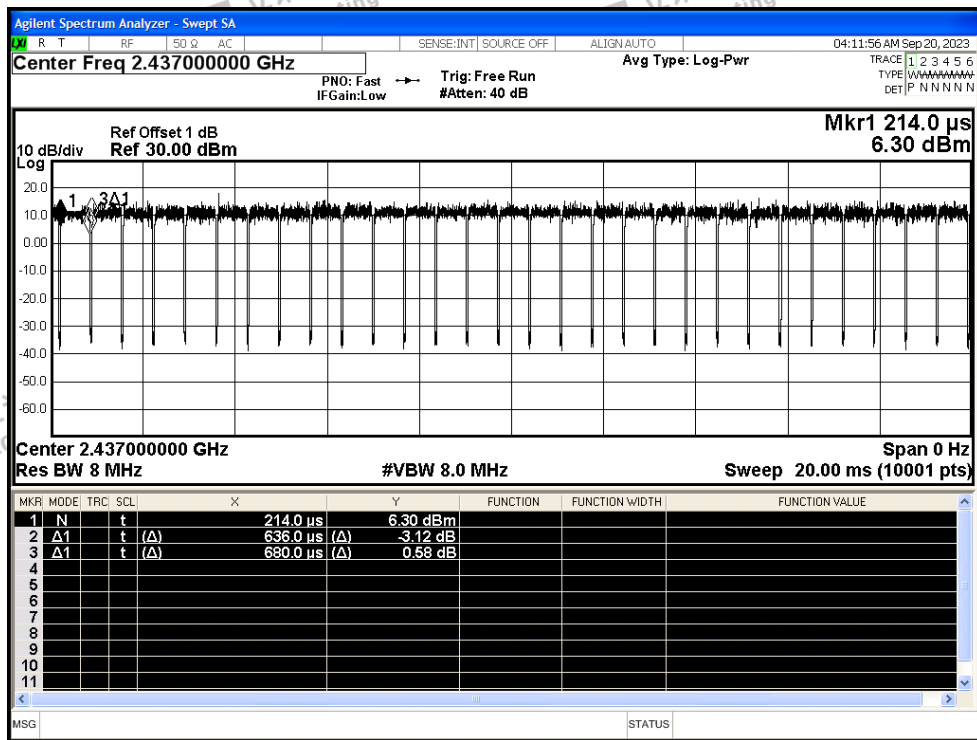 Agilent Spectrum Analyzer - Swept SA
LXI R T RF 50 Ω AC SENSE:INT SOURCE OFF ALIGN AUTO 04:11:56 AM Sep 20, 2023
Center Freq 2.437000000 GHz Avg Type: Log-Pwr TRACE 1 2 3 4 5 6
PNO: Fast Trig: Free Run TYPE W
IFGain:Low #Atten: 40 dB DET P N N N N N
Mkr1 214.0 µs
Ref Offset 1 dB
10 dB/div Ref 30.00 dBm 6.30 dBm
Log
20.0
1 3Δ1
10.0
0.00
-10.0
-20.0
-30.0
-40.0
-50.0
-60.0
Center 2.437000000 GHz Span 0 Hz
Res BW 8 MHz #VBW 8.0 MHz Sweep 20.00 ms (10001 pts)
MKR MODE TRC SCL X Y FUNCTION FUNCTION WIDTH FUNCTION VALUE
1 N t 214.0 µs 6.30 dBm
2 Δ1 t (Δ) 636.0 µs (Δ) -3.12 dB
3 Δ1 t (Δ) 680.0 µs (Δ) 0.58 dB
4
5
6
7
8
9
10
11
MSG STATUS